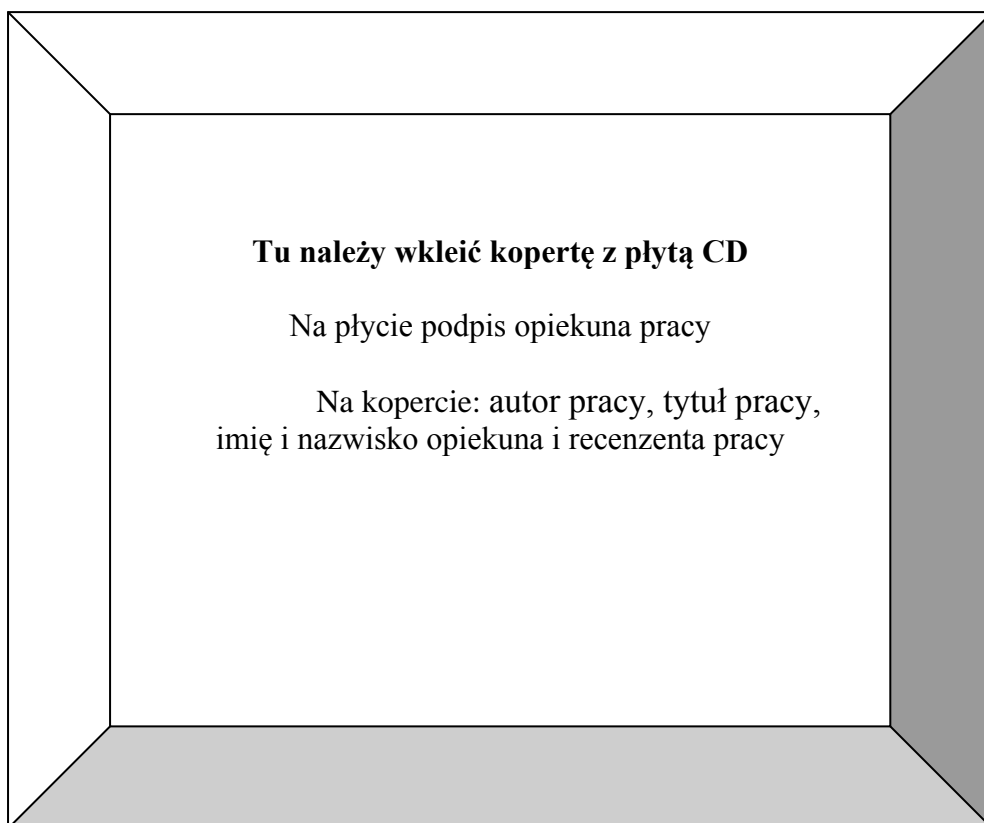 Tu należy wkleić kopertę z płytą CD
Na płycie podpis opiekuna pracy
Na kopercie: autor pracy, tytuł pracy,
imię i nazwisko opiekuna i recenzenta pracy